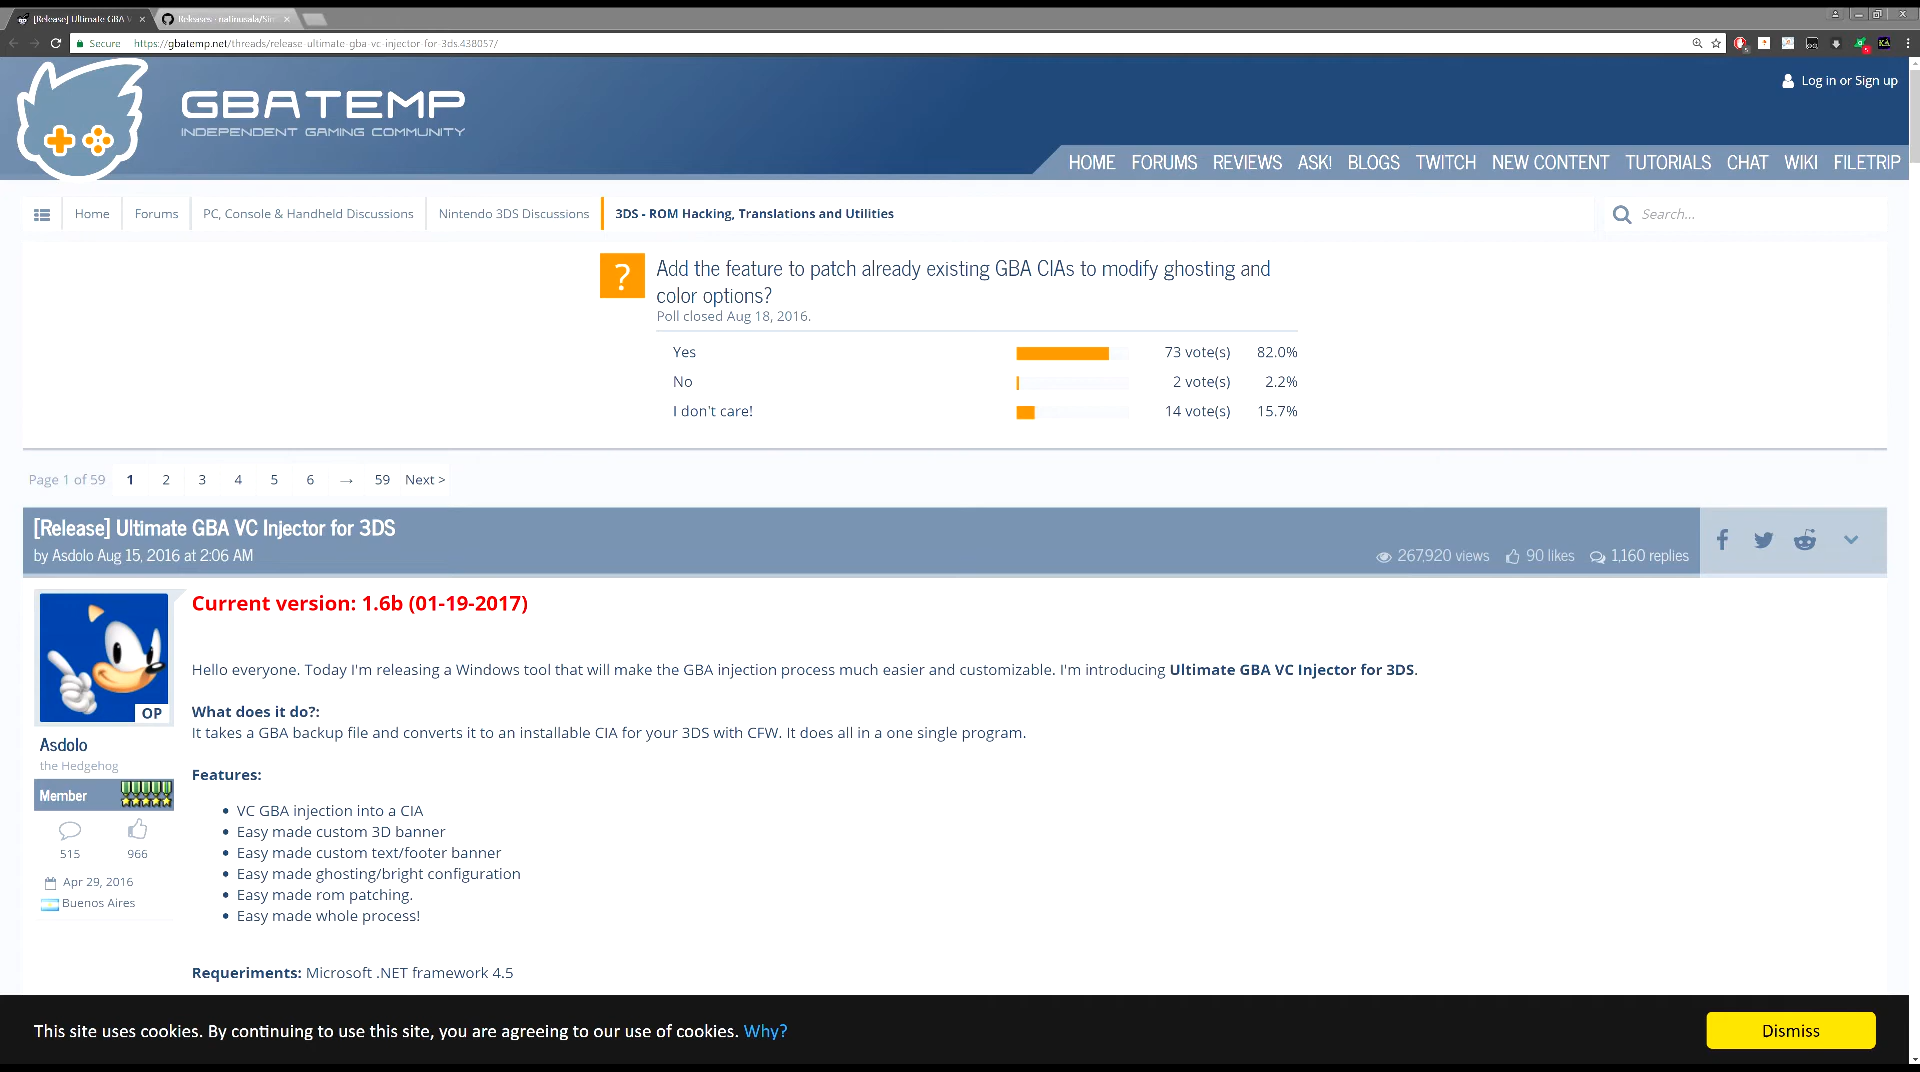 [Release] Ultimate GBA V
Releases · natinusala/Sin
Secure
https://gbatemp.net/threads/release-ultimate-gba-vc-injector-for-3ds.438057/
GBATEMP
INDEPENDENT GAMING COMMUNITY
Log in or Sign up
HOME FORUMS REVIEWS ASK! BLOGS TWITCH NEW CONTENT TUTORIALS CHAT WIKI FILETRIP
Home Forums PC, Console & Handheld Discussions Nintendo 3DS Discussions 3DS - ROM Hacking, Translations and Utilities
Search...
? Add the feature to patch already existing GBA CIAs to modify ghosting and
color options?
Poll closed Aug 18, 2016.
Yes 73 vote(s) 82.0%
No 2 vote(s) 2.2%
I don't care! 14 vote(s) 15.7%
Page 1 of 59 1 2 3 4 5 6 → 59 Next >
[Release] Ultimate GBA VC Injector for 3DS
by Asdolo Aug 15, 2016 at 2:06 AM
267,920 views 90 likes 1,160 replies
OP
Asdolo
the Hedgehog
Member
515 966
Apr 29, 2016
Buenos Aires
Current version: 1.6b (01-19-2017)
Hello everyone. Today I'm releasing a Windows tool that will make the GBA injection process much easier and customizable. I'm introducing Ultimate GBA VC Injector for 3DS.
What does it do?:
It takes a GBA backup file and converts it to an installable CIA for your 3DS with CFW. It does all in a one single program.
Features:
• VC GBA injection into a CIA
• Easy made custom 3D banner
• Easy made custom text/footer banner
• Easy made ghosting/bright configuration
• Easy made rom patching.
• Easy made whole process!
Requeriments: Microsoft .NET framework 4.5
This site uses cookies. By continuing to use this site, you are agreeing to our use of cookies. Why?
Dismiss